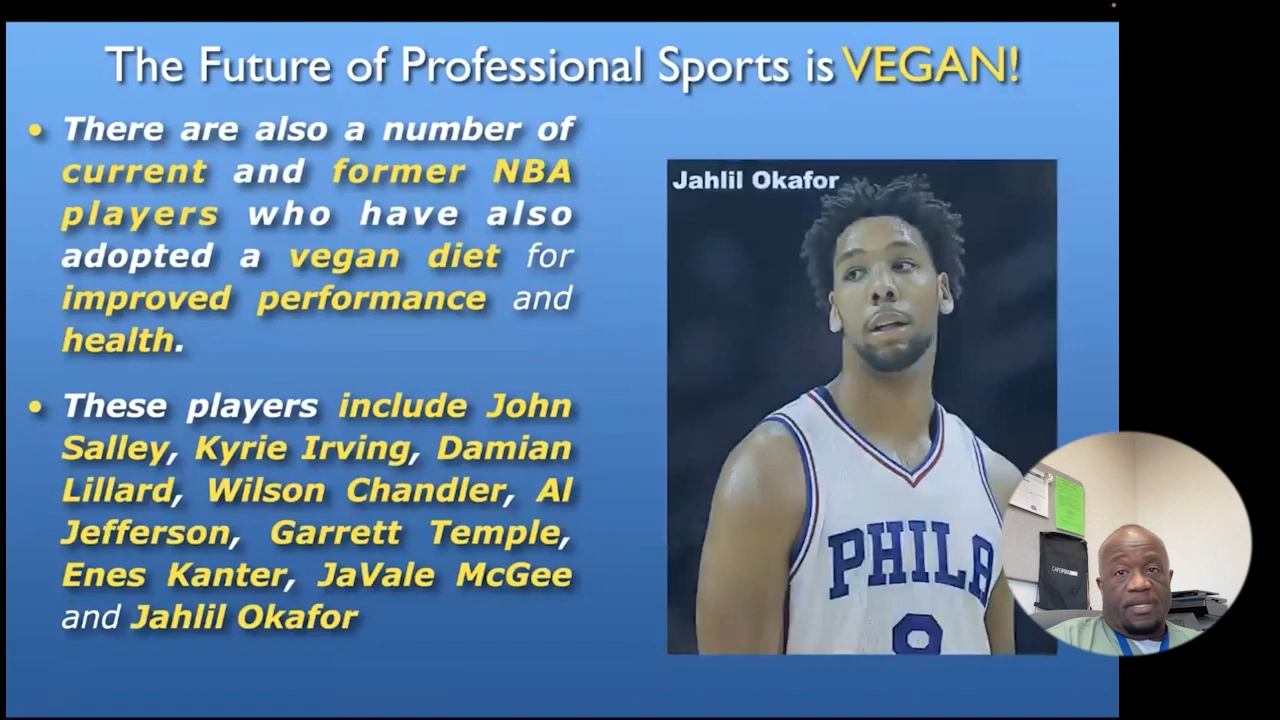 The Future of Professional Sports is VEGAN!
• There are also a number of
current and former NBA
players who have also
adopted a vegan diet for
improved performance and
health.
• These players include John
Salley, Kyrie Irving, Damian
Lillard, Wilson Chandler, Al
Jefferson, Garrett Temple,
Enes Kanter, JaVale McGee
and Jahlil Okafor
Jahlil Okafor
PHILA